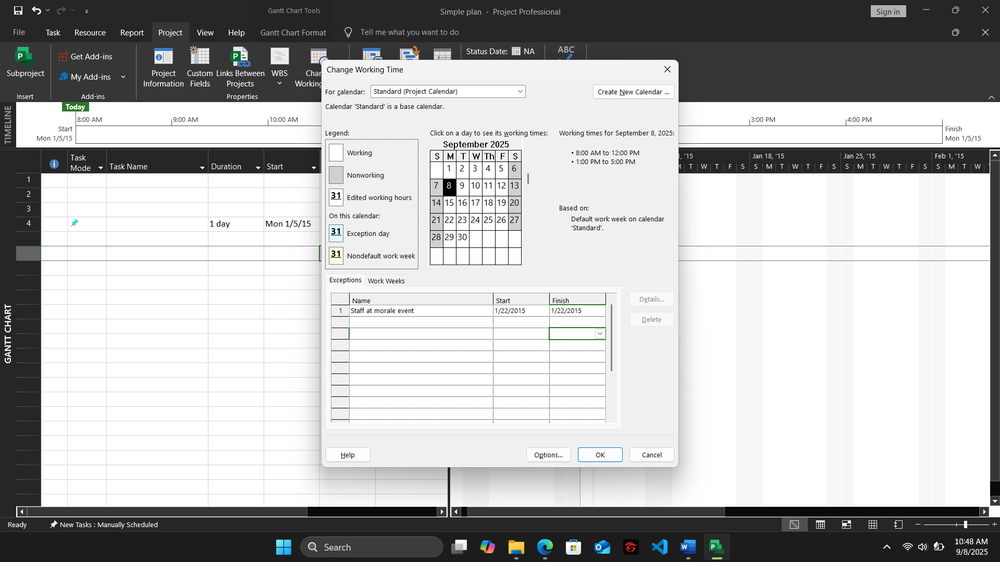 Gantt Chart Tools
Simple plan - Project Professional
Sign in
File Task Resource Report Project View Help Gantt Chart Format Tell me what you want to do
Subproject
Get Add-ins
My Add-ins
Project Information
Custom Fields
Links Between Projects
WBS
Status Date: NA
ABC
Insert Add-ins Properties
TIMELINE
Today
8:00 AM 9:00 AM 10:00 AM 3:00 PM 4:00 PM
Start
Mon 1/5/15
Finish
Mon 1/5/15
GANTT CHART
Task Mode Task Name Duration Start
Jan 18, '15 Jan 25, '15 Feb 1, '15
T W T F S S M T W T F S S M T W T F S S M T W
1
2
3
4 1 day Mon 1/5/15
Change Working Time
For calendar: Standard (Project Calendar) Create New Calendar ...
Calendar 'Standard' is a base calendar.
Legend:
Working
Nonworking
31 Edited working hours
On this calendar:
31 Exception day
31 Nondefault work week
Click on a day to see its working times:
September 2025
S M T W Th F S
1 2 3 4 5 6
7 8 9 10 11 12 13
14 15 16 17 18 19 20
21 22 23 24 25 26 27
28 29 30
Working times for September 8, 2025:
• 8:00 AM to 12:00 PM
• 1:00 PM to 5:00 PM
Based on:
Default work week on calendar
'Standard'.
Exceptions Work Weeks
Name Start Finish
1 Staff at morale event 1/22/2015 1/22/2015
Details...
Delete
Help Options... OK Cancel
Ready New Tasks : Manually Scheduled
Search
10:48 AM
9/8/2025